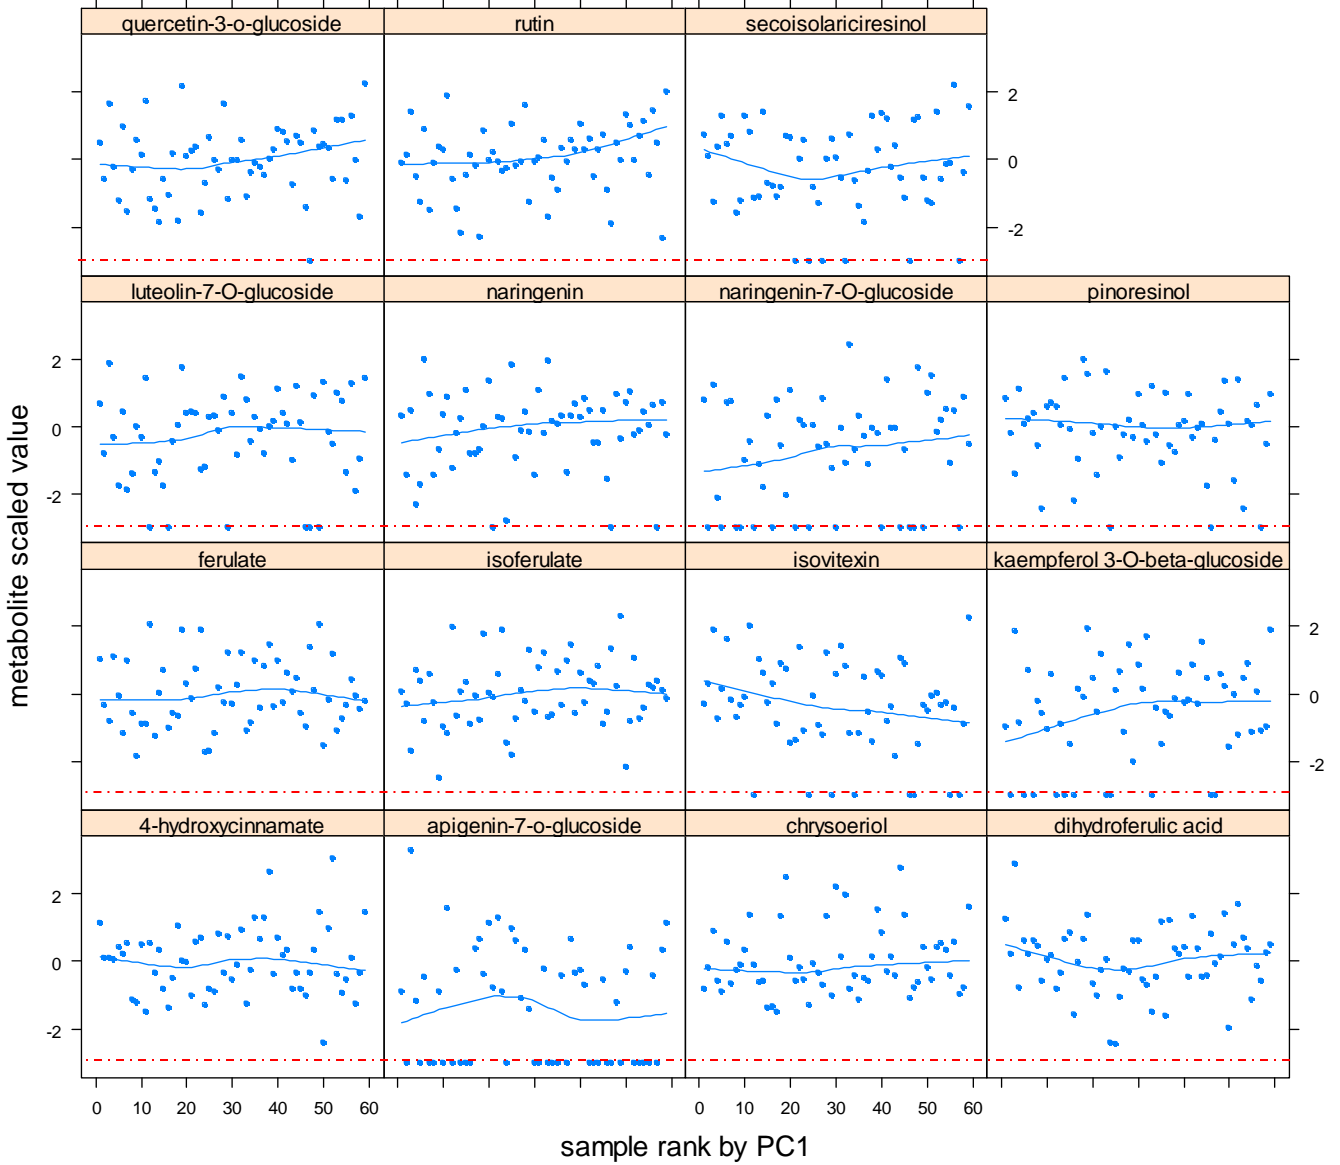 quercetin-3-o-glucoside rutin secoisolariciresinol
2
0
-2
luteolin-7-O-glucoside naringenin naringenin-7-O-glucoside pinoresinol
2
0
-2
ferulate isoferulate isovitexin kaempferol 3-O-beta-glucoside
2
0
-2
4-hydroxycinnamate apigenin-7-o-glucoside chrysoeriol dihydroferulic acid
2
0
-2
0 10 20 30 40 50 60 0 10 20 30 40 50 60
sample rank by PC1
metabolite scaled value